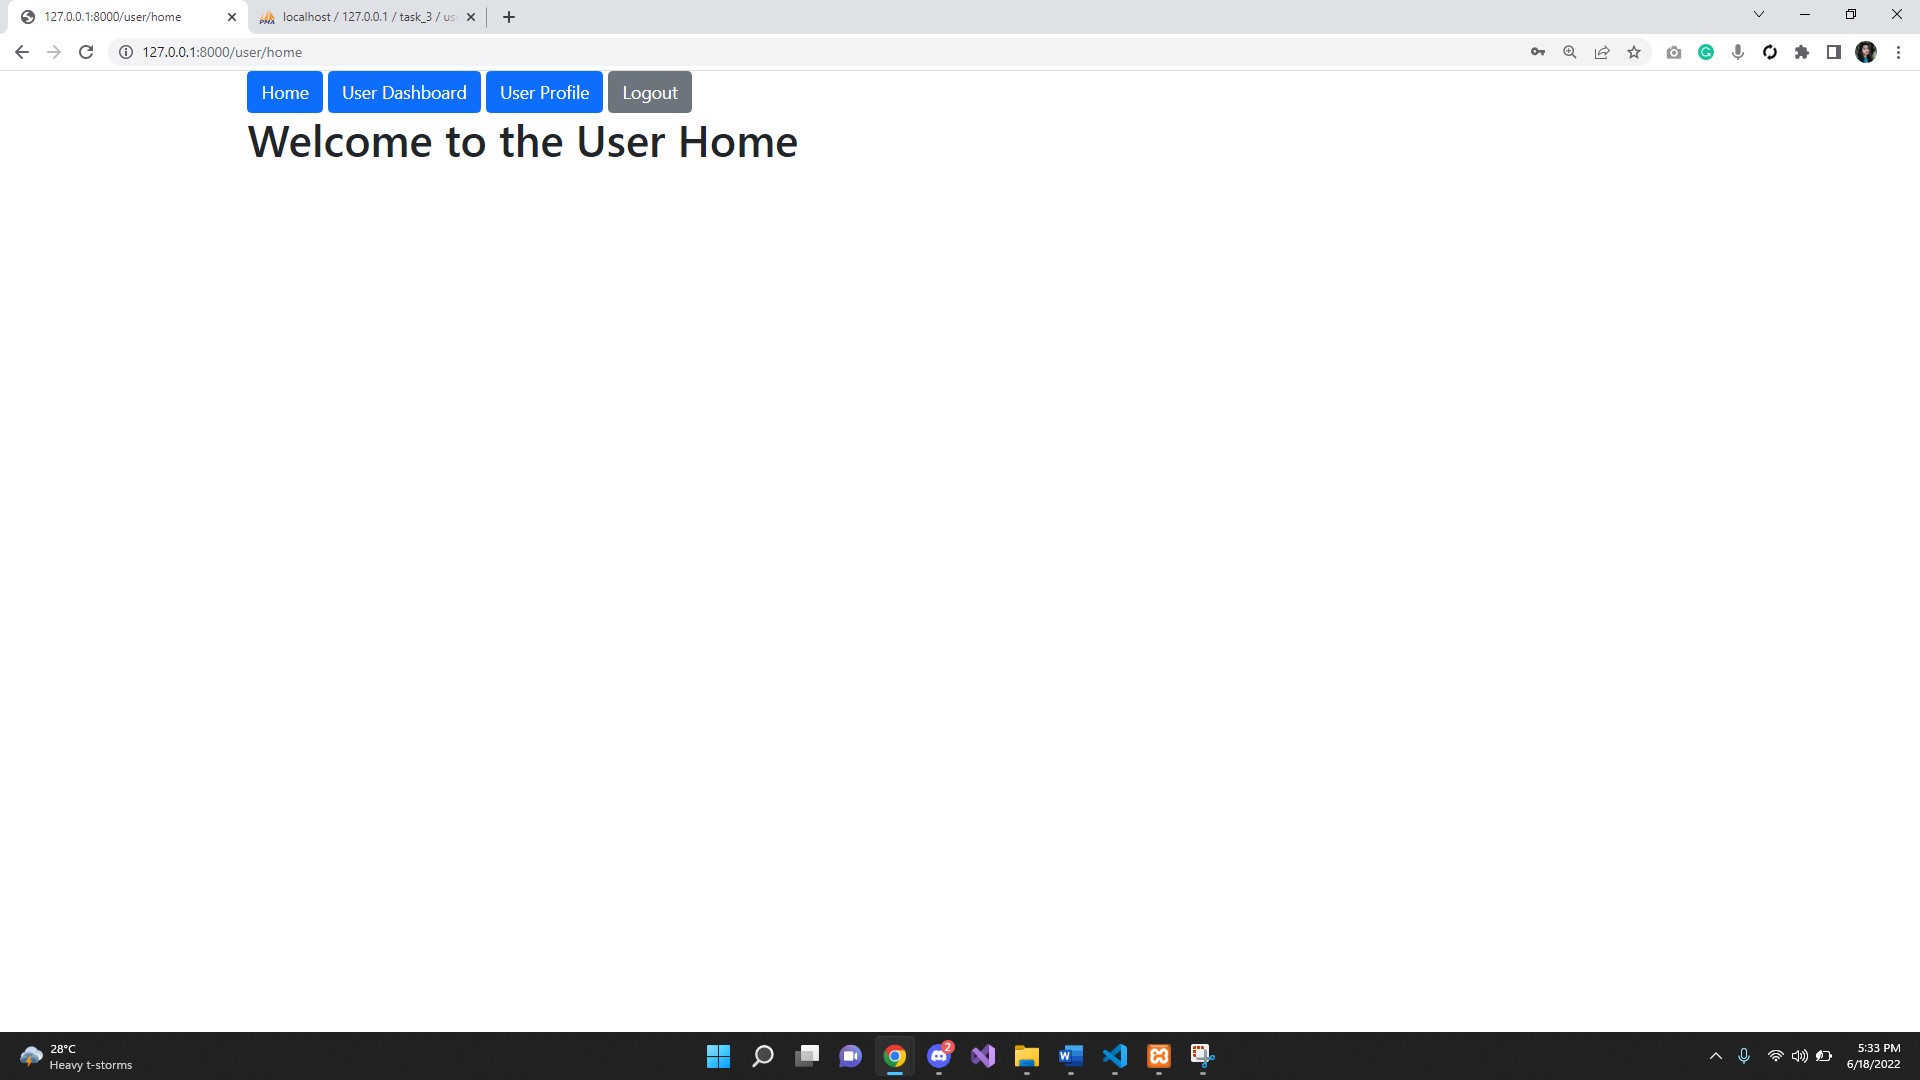 127.0.0.1:8000/user/home
localhost / 127.0.0.1 / task_3 / us
127.0.0.1:8000/user/home
Home User Dashboard User Profile Logout
Welcome to the User Home
28°C
Heavy t-storms
2
5:33 PM
6/18/2022